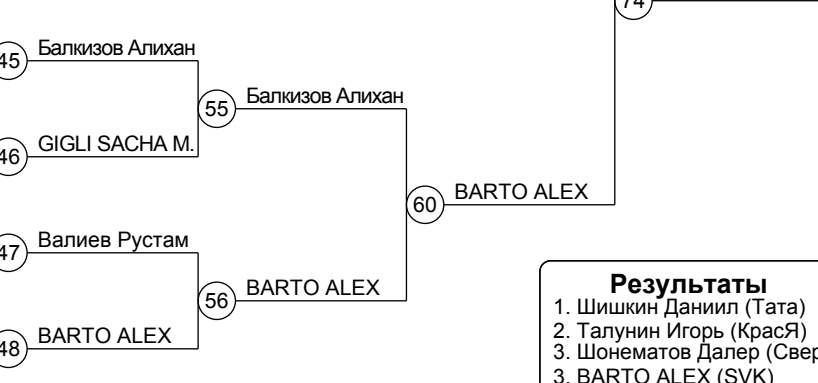 74
45 Балкизов Алихан
55 Балкизов Алихан
46 GIGLI SACHA M.
60 BARTO ALEX
47 Валиев Рустам
56 BARTO ALEX
48 BARTO ALEX
Результаты
1. Шишкин Даниил (Тата)
2. Талунин Игорь (КрасЯ)
3. Шонематов Далер (Свер
3. BARTO ALEX (SVK)